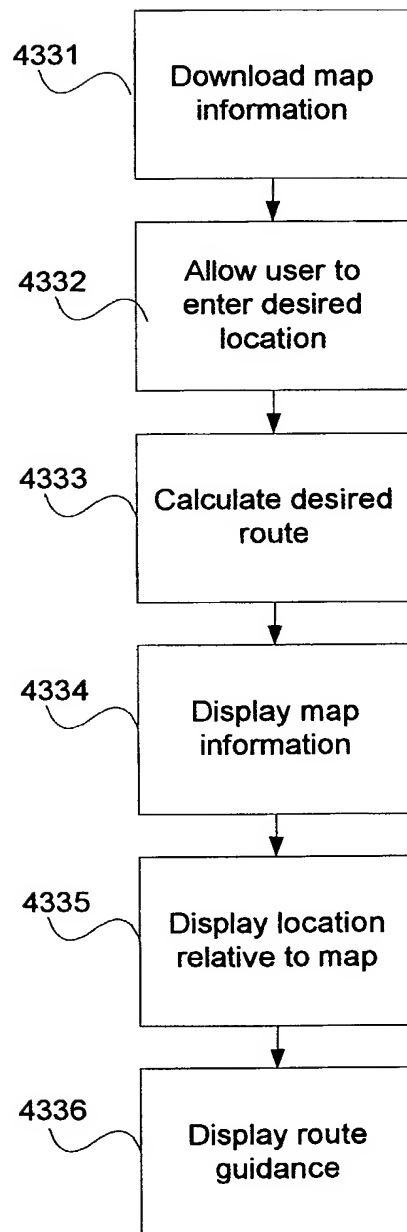 4331
Download map
information
4332
Allow user to
enter desired
location
4333
Calculate desired
route
4334
Display map
information
4335
Display location
relative to map
4336
Display route
guidance